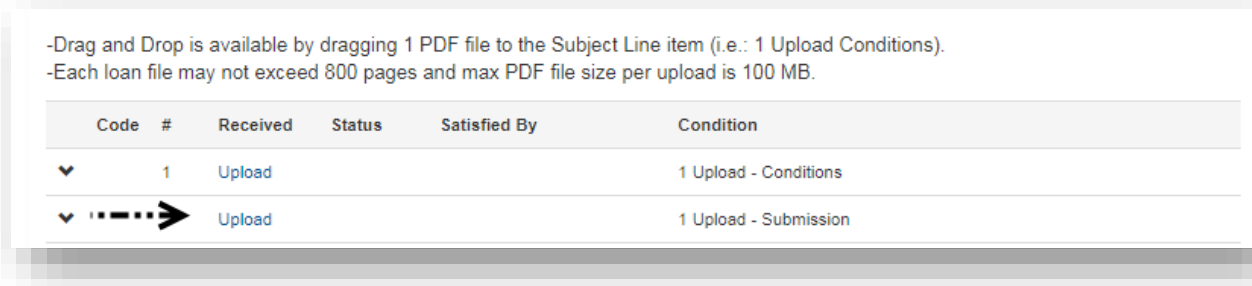 -Drag and Drop is available by dragging 1 PDF file to the Subject Line item (i.e.: 1 Upload Conditions).
-Each loan file may not exceed 800 pages and max PDF file size per upload is 100 MB.
Code # Received Status Satisfied By Condition
1 Upload 1 Upload - Conditions
Upload 1 Upload - Submission